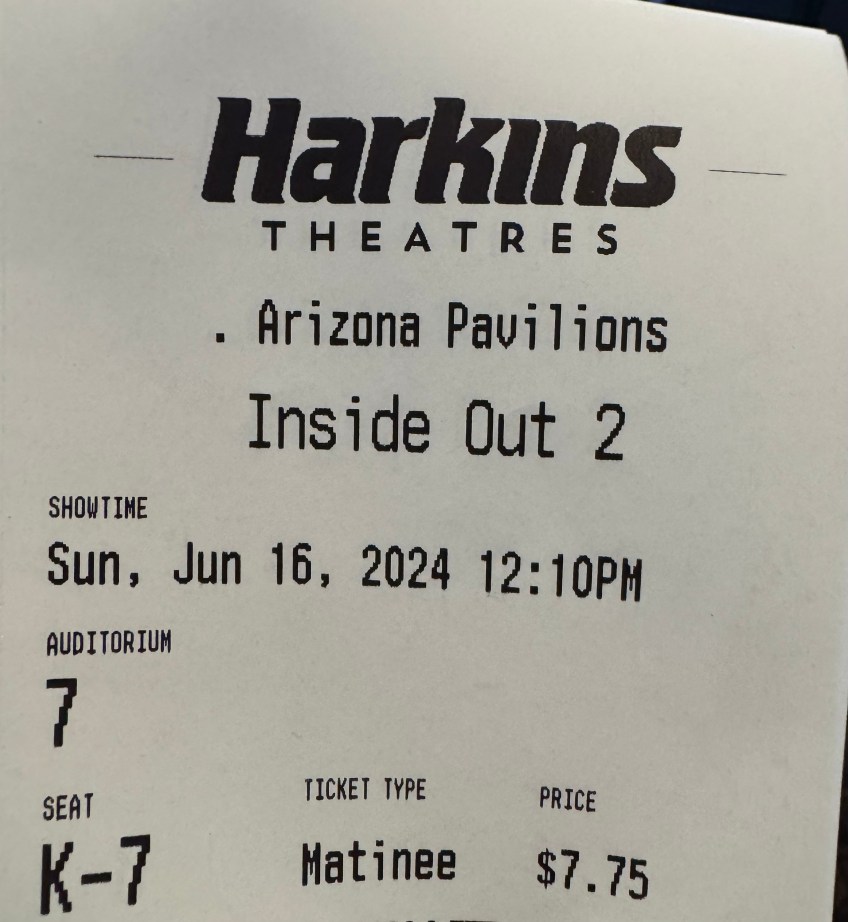 Harkins
THEATRES
. Arizona Pavilions
Inside Out 2
SHOWTIME
Sun, Jun 16, 2024 12:10PM
AUDITORIUM
7
SEAT TICKET TYPE PRICE
K-7 Matinee $7.75